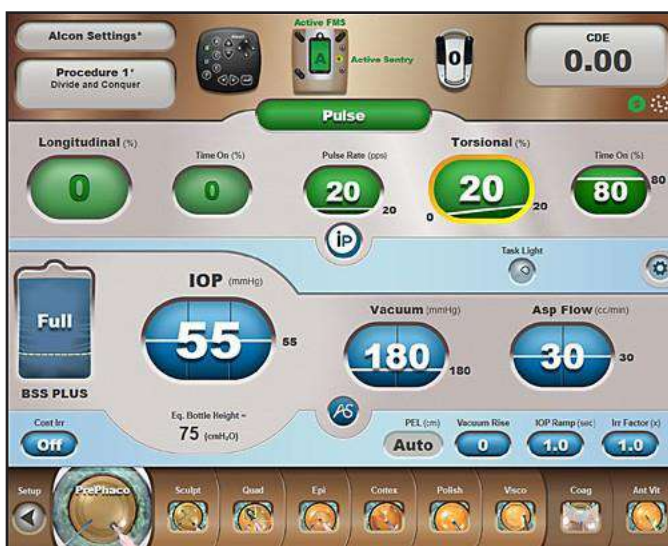 Alcon Settings*
Procedure 1*
Divide and Conquer
Active FMS
A
Active Sentry
0
CDE
0.00
Pulse
Longitudinal (%)
0
Time On (%)
0
Pulse Rate (pps)
20
20
Torsional (%)
20
0
20
Time On (%)
80
80
iP
Task Light
Full
BSS PLUS
IOP (mmHg)
55
55
Eq. Bottle Height ~
75 (cmH₂O)
Vacuum (mmHg)
180
180
Asp Flow (cc/min)
30
30
AS
Cont Irr
Off
PEL (cm)
Auto
Vacuum Rise
0
IOP Ramp (sec)
1.0
Irr Factor (x)
1.0
Setup
PrePhaco
Sculpt
Quad
Epi
Cortex
Polish
Visco
Coag
Ant Vit